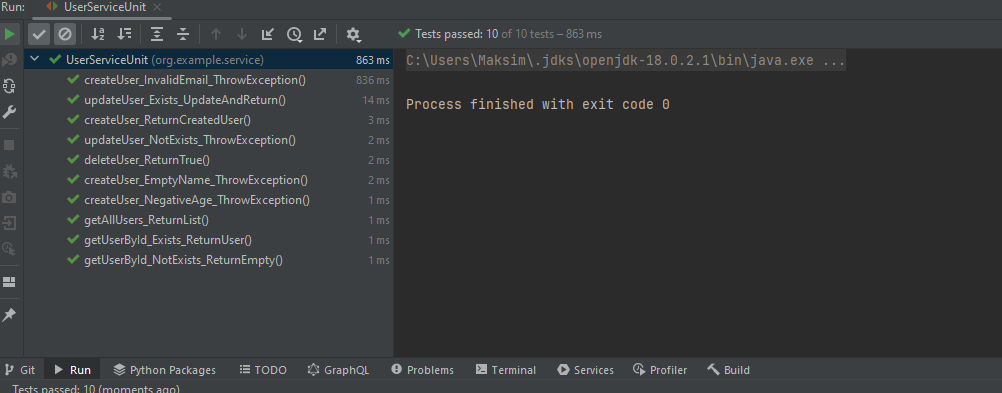 Run: UserServiceUnit
Tests passed: 10 of 10 tests – 863 ms
UserServiceUnit (org.example.service) 863 ms
createUser_InvalidEmail_ThrowException() 836 ms
updateUser_Exists_UpdateAndReturn() 14 ms
createUser_ReturnCreatedUser() 3 ms
updateUser_NotExists_ThrowException() 2 ms
deleteUser_ReturnTrue() 2 ms
createUser_EmptyName_ThrowException() 2 ms
createUser_NegativeAge_ThrowException() 1 ms
getAllUsers_ReturnList() 1 ms
getUserById_Exists_ReturnUser() 1 ms
getUserById_NotExists_ReturnEmpty() 1 ms
C:\Users\Maksim\.jdks\openjdk-18.0.2.1\bin\java.exe ...
Process finished with exit code 0
Git Run Python Packages TODO GraphQL Problems Terminal Services Profiler Build
Tests passed: 10 (moments ago)